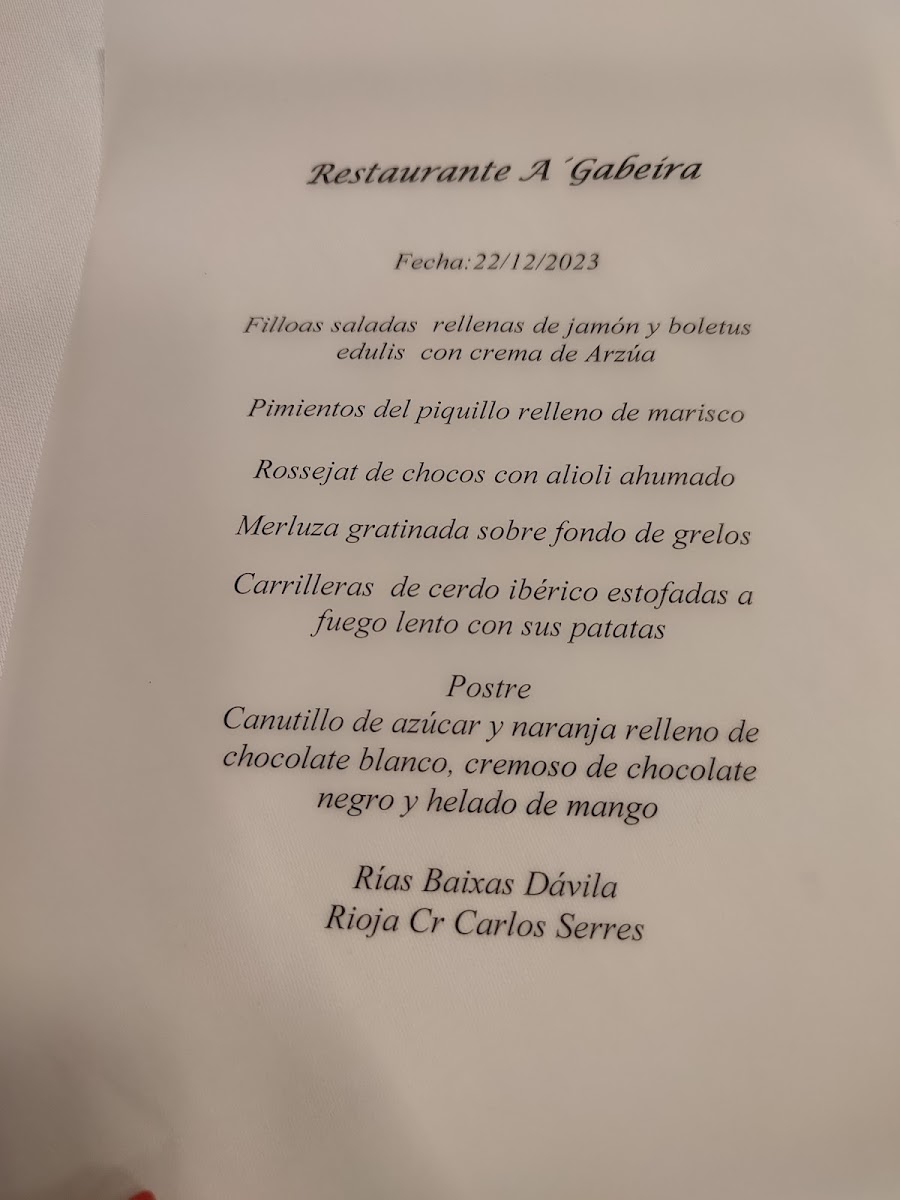 Restaurante A ´Gabeira
Fecha:22/12/2023
Filloas saladas rellenas de jamón y boletus
edulis con crema de Arzúa
Pimientos del piquillo relleno de marisco
Rossejat de chocos con alioli ahumado
Merluza gratinada sobre fondo de grelos
Carrilleras de cerdo ibérico estofadas a
fuego lento con sus patatas
Postre
Canutillo de azúcar y naranja relleno de
chocolate blanco, cremoso de chocolate
negro y helado de mango
Rías Baixas Dávila
Rioja Cr Carlos Serres